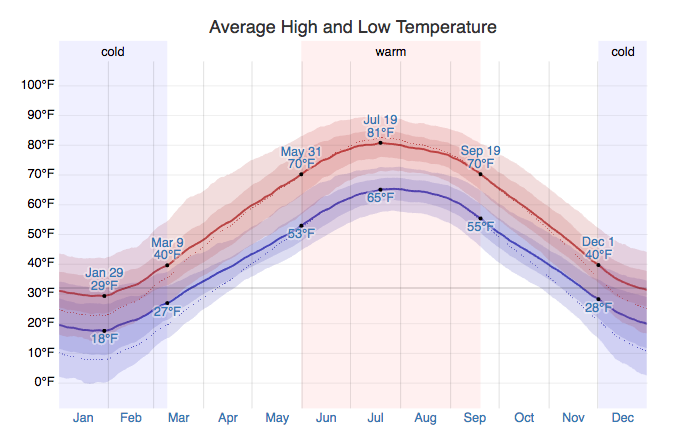 Average High and Low Temperature
cold
warm
cold
100°F
90°F
80°F
70°F
60°F
50°F
40°F
30°F
20°F
10°F
0°F
Jan 29
29°F
18°F
Mar 9
40°F
27°F
May 31
70°F
53°F
Jul 19
81°F
65°F
Sep 19
70°F
55°F
Dec 1
40°F
28°F
Jan
Feb
Mar
Apr
May
Jun
Jul
Aug
Sep
Oct
Nov
Dec